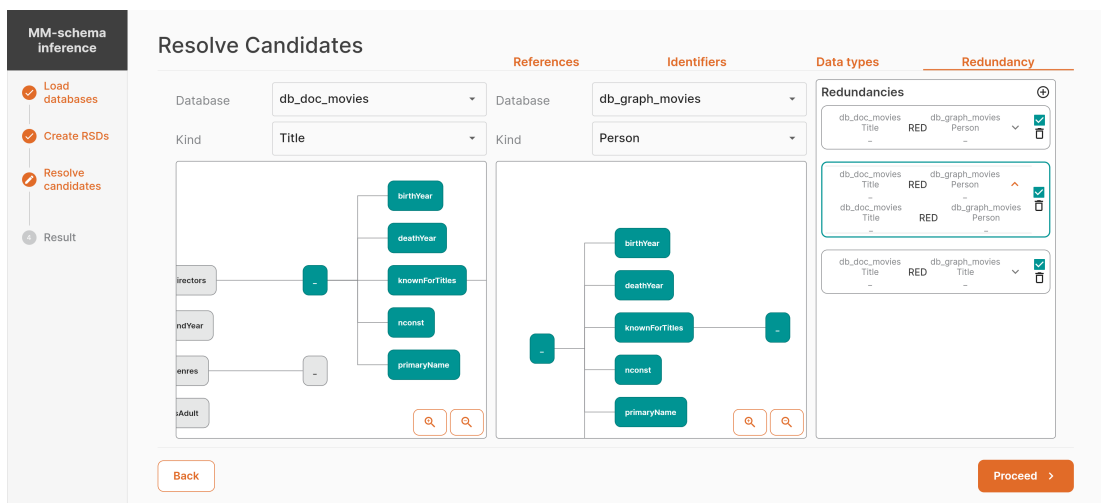 MM-schema
inference
Load
databases
Create RSDs
Resolve
candidates
4 Result
Resolve Candidates
References Identifiers Data types Redundancy
Database db_doc_movies
Kind Title
Database db_graph_movies
Kind Person
irectors
ndYear
enres
sAdult
_
_
birthYear
deathYear
knownForTitles
nconst
primaryName
_
birthYear
deathYear
knownForTitles
nconst
primaryName
_
Redundancies
db_doc_movies RED db_graph_movies
Title Person
_ _
db_doc_movies RED db_graph_movies
Title Person
_ _
db_doc_movies RED db_graph_movies
Title Person
_ _
db_doc_movies RED db_graph_movies
Title Title
_ _
Back
Proceed >